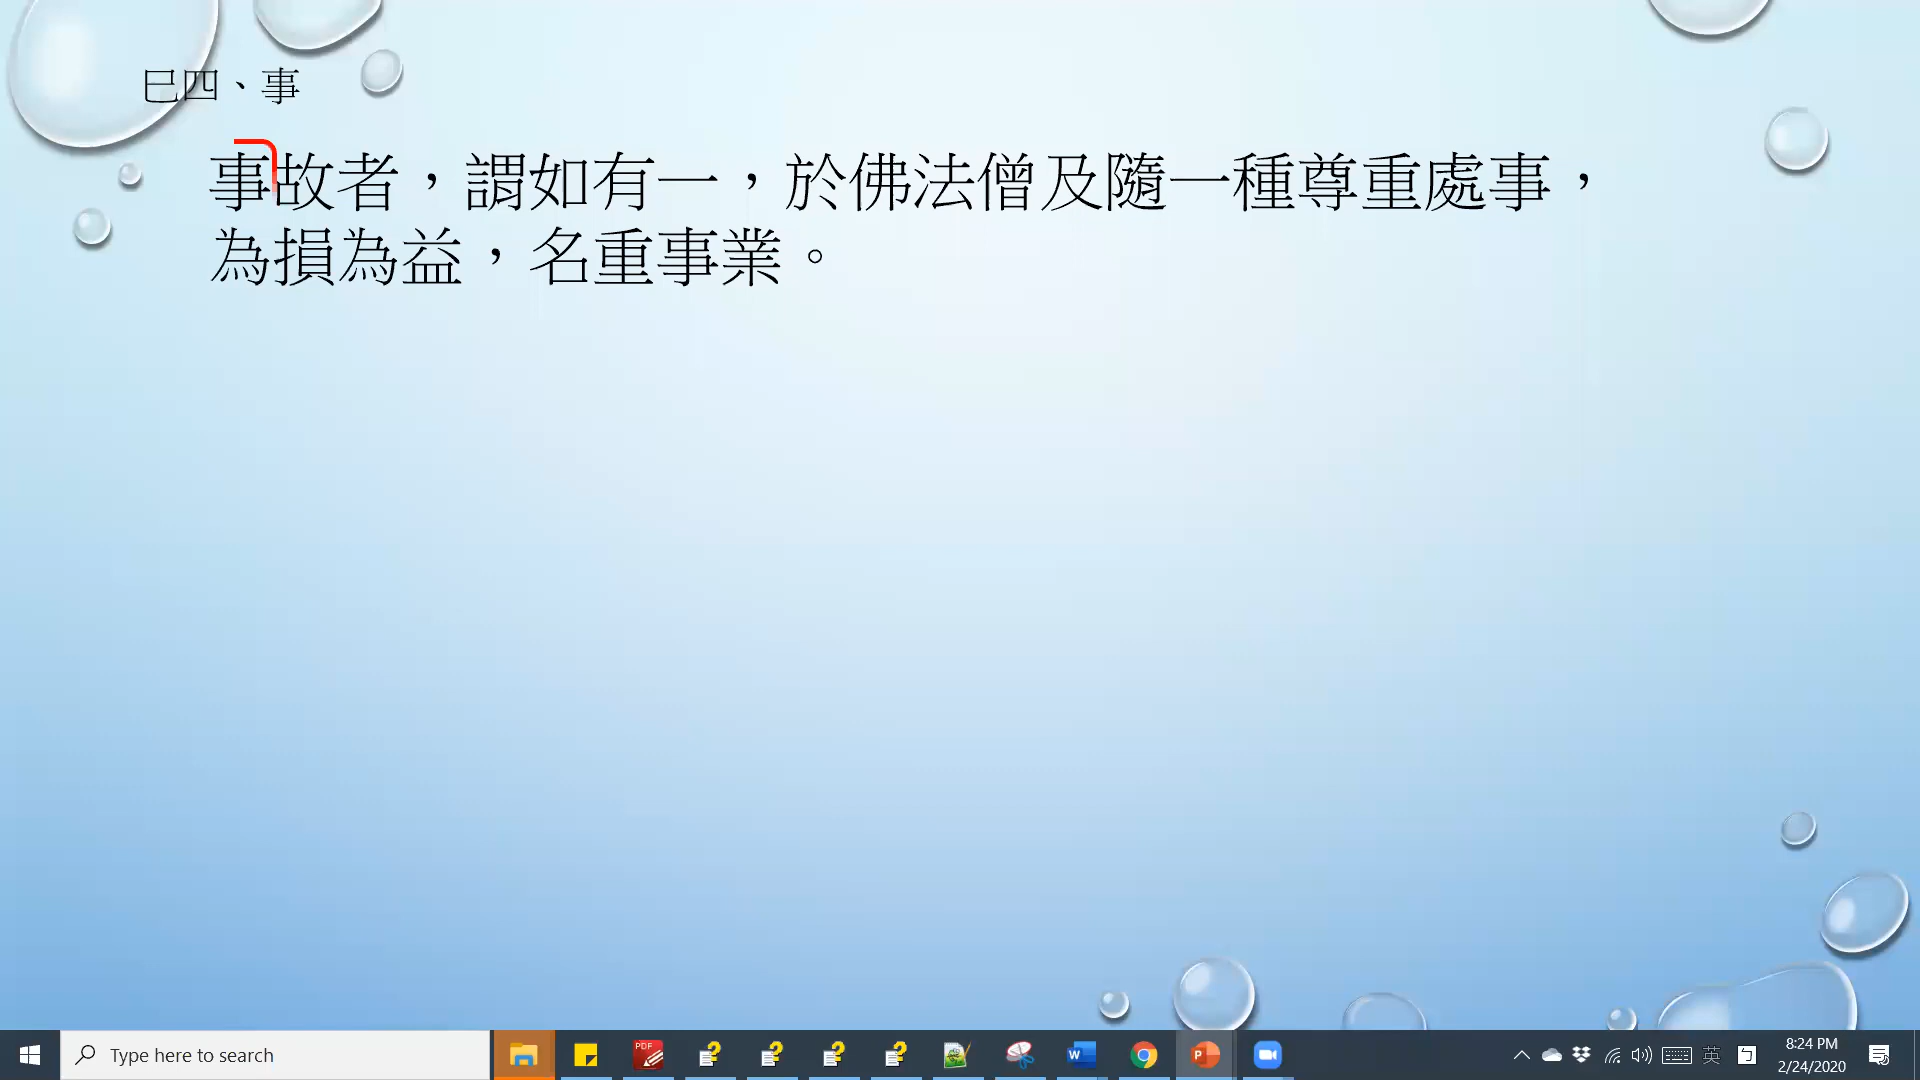 巳四、事
事故者，謂如有一，於佛法僧及隨一種尊重處事，
為損為益，名重事業。
Type here to search
PDF
英
8:24 PM
2/24/2020